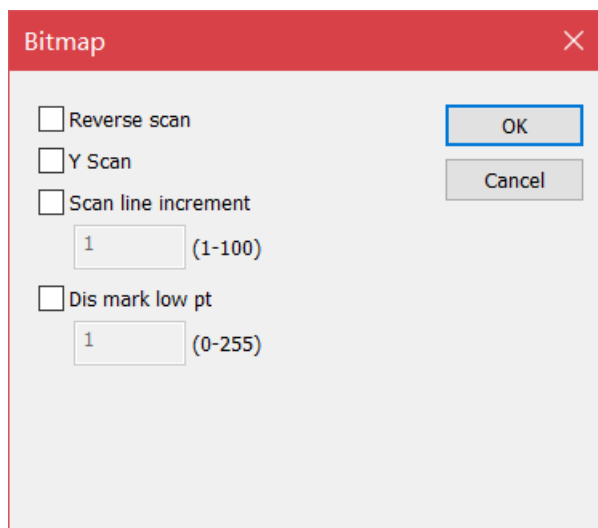 Bitmap
Reverse scan
OK
Y Scan
Cancel
Scan line increment
1 (1-100)
Dis mark low pt
1 (0-255)